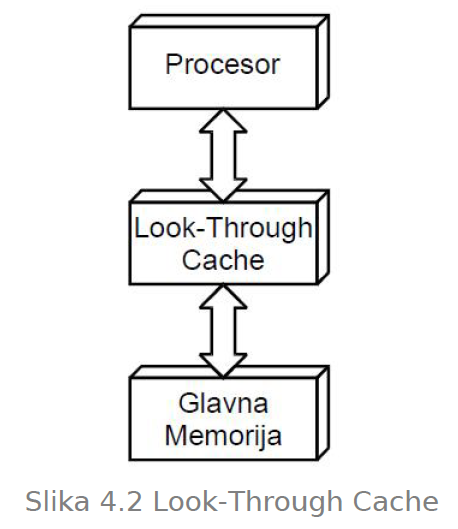 Procesor
Look-Through
Cache
Glavna
Memorija
Slika 4.2 Look-Through Cache